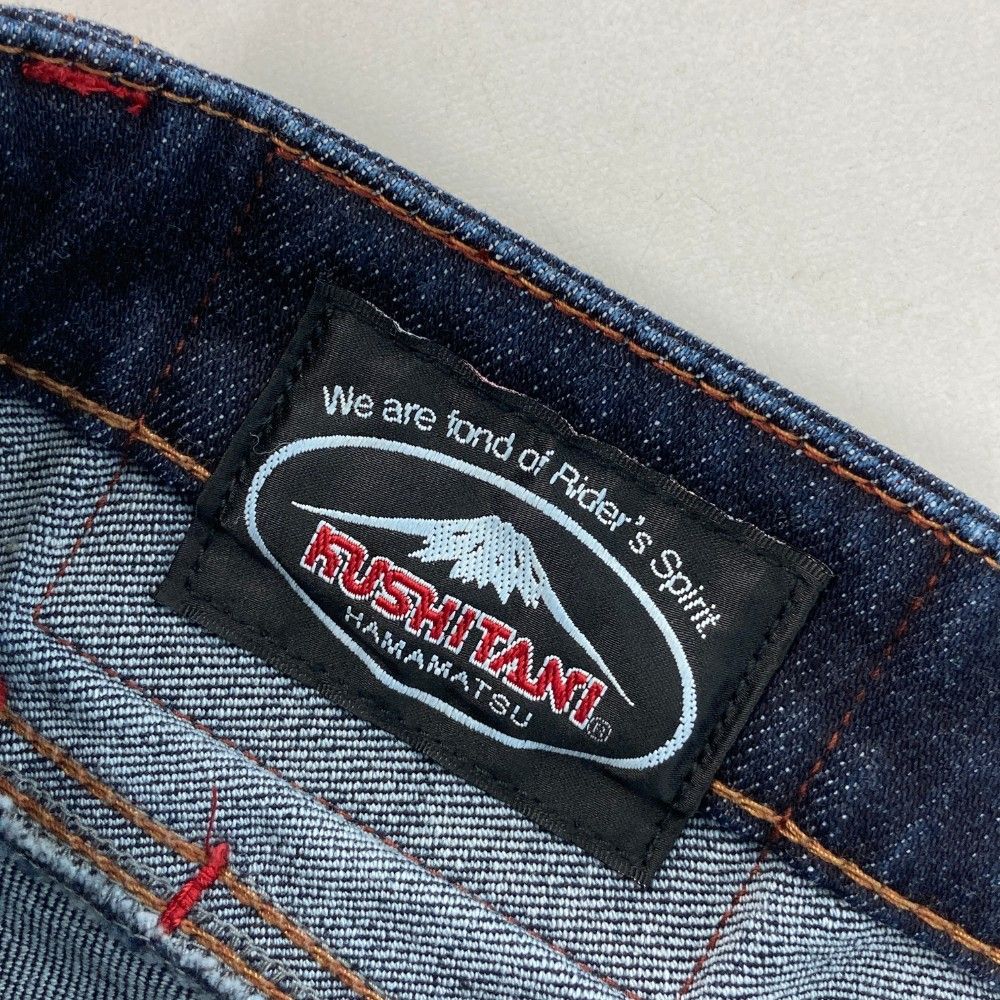 We are fond of Rider's Spirit.
KUSHITANI®
HAMAMATSU